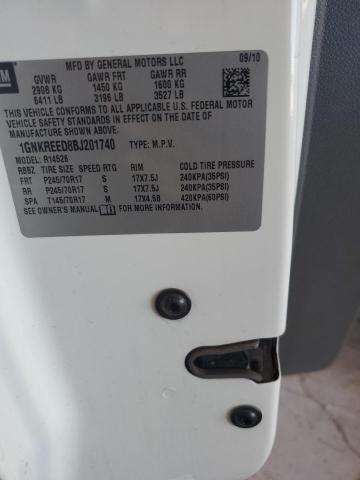 GM
MFD BY GENERAL MOTORS LLC 09/10
GVWR GAWR FRT GAWR RR
2908 KG 1450 KG 1600 KG
6411 LB 3196 LB 3527 LB
THIS VEHICLE CONFORMS TO ALL APPLICABLE U.S. FEDERAL MOTOR
VEHICLE SAFETY STANDARDS IN EFFECT ON THE DATE OF
MANUFACTURE SHOWN ABOVE.
1GNKREED8BJ201740 TYPE: M.P.V.
MODEL: R14526
RBBZ TIRE SIZE SPEED RTG RIM COLD TIRE PRESSURE
FRT P245/70R17 S 17X7.5J 240KPA(35PSI)
RR P245/70R17 S 17X7.5J 240KPA(35PSI)
SPA T145/70R17 M 17X4.5B 420KPA(60PSI)
SEE OWNER'S MANUAL FOR MORE INFORMATION.